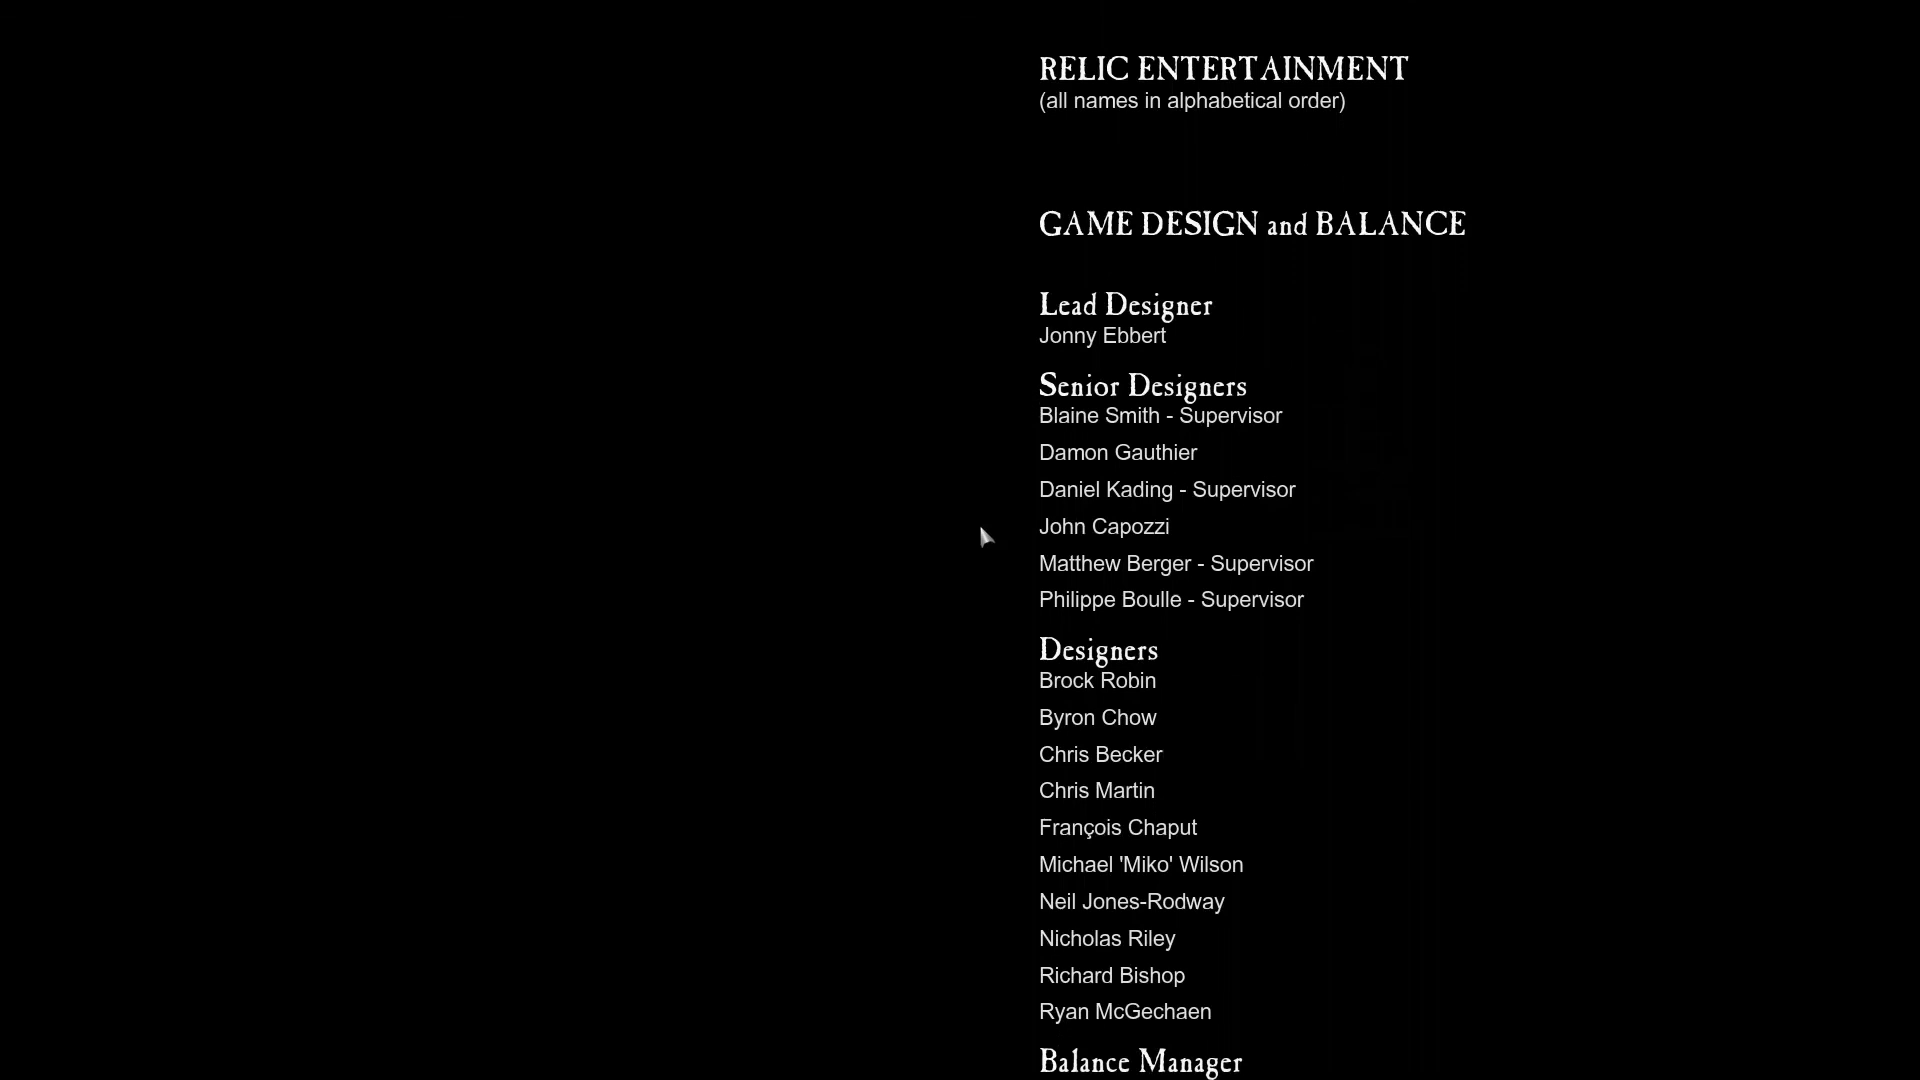 RELIC ENTERTAINMENT
(all names in alphabetical order)
GAME DESIGN and BALANCE
Lead Designer
Jonny Ebbert
Senior Designers
Blaine Smith - Supervisor
Damon Gauthier
Daniel Kading - Supervisor
John Capozzi
Matthew Berger - Supervisor
Philippe Boulle - Supervisor
Designers
Brock Robin
Byron Chow
Chris Becker
Chris Martin
François Chaput
Michael 'Miko' Wilson
Neil Jones-Rodway
Nicholas Riley
Richard Bishop
Ryan McGechaen
Balance Manager